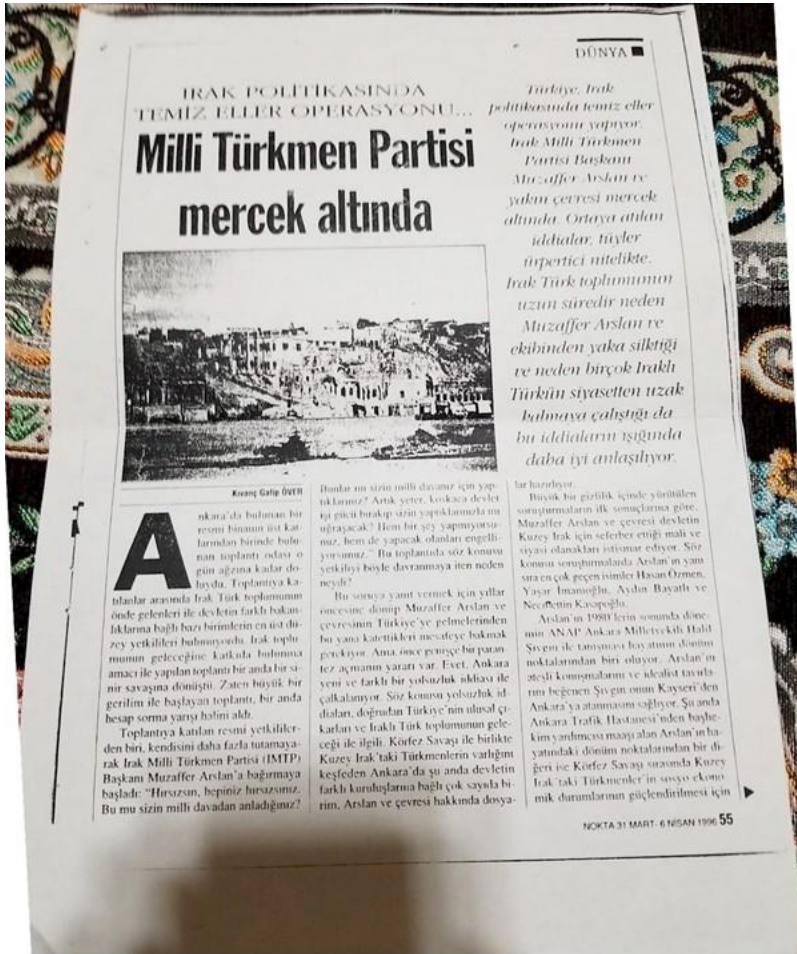 DÜNYA
IRAK POLİTİKASINDA
TEMİZ ELLER OPERASYONU...
Milli Türkmen Partisi
mercek altında
Türkiye, Irak
politikasında temiz eller
operasyonu yapıyor.
Irak Milli Türkmen
Partisi Başkanı
Muzaffer Arslan ve
yakın çevresi mercek
altında. Ortaya atılan
iddialar, tüyler
ürpertici nitelikte.
Irak Türk toplumunun
uzun süredir neden
Muzaffer Arslan ve
ekibinden yaka silktiği
ve neden birçok Iraklı
Türkün siyasetten uzak
kalmaya çalıştığı da
bu iddiaların ışığında
daha iyi anlaşılıyor.
Kıvanç Galip ÖVER
Ankara'da bulunan bir
resmi binanın üst kat-
larından birinde bulu-
nan toplantı odası o
gün ağzına kadar do-
luydu. Toplantıya ka-
tılanlar arasında Irak Türk toplumunun
önde gelenleri ile devletin farklı bakan-
lıklarına bağlı bazı birimlerin en üst dü-
zey yetkilileri bulunuyordu. Irak toplu-
munun geleceğine katkıda bulunma
amacı ile yapılan toplantı bir anda bir si-
nir savaşına dönüştü. Zaten büyük bir
gerilim ile başlayan toplantı, bir anda
hesap sorma yarışı halini aldı.
Toplantıya katılan resmi yetkililer-
den biri, kendisini daha fazla tutamaya-
rak Irak Milli Türkmen Partisi (IMTP)
Başkanı Muzaffer Arslan'a bağırmaya
başladı: "Hırsızsın, hepiniz hırsızsınız.
Bu mu sizin milli davadan anladığınız?
Bunlar mı sizin milli davanız için yap-
tıklarınız? Artık yeter, koskoca devlet
işi gücü bırakıp sizin yaptıklarınızla mı
uğraşacak? Hem bir şey yapmıyorsu-
nuz, hem de yapacak olanları engelli-
yorsunuz." Bu toplantıda söz konusu
yetkiliyi böyle davranmaya iten neden
neydi?
Bu soruya yanıt vermek için yıllar
öncesine dönüp Muzaffer Arslan ve
çevresinin Türkiye'ye gelmelerinden
bu yana katettikleri mesafeye bakmak
gerekiyor. Ama önce genişçe bir paran-
tez açmanın yararı var. Evet, Ankara
yeni ve farklı bir yolsuzluk iddiası ile
çalkalanıyor. Söz konusu yolsuzluk id-
diaları, doğrudan Türkiye'nin ulusal çı-
karları ve Iraklı Türk toplumunun gele-
ceği ile ilgili. Körfez Savaşı ile birlikte
Kuzey Irak'taki Türkmenlerin varlığını
keşfeden Ankara'da şu anda devletin
farklı kuruluşlarına bağlı çok sayıda bi-
rim, Arslan ve çevresi hakkında dosya-
lar hazırlıyor.
Büyük bir gizlilik içinde yürütülen
soruşturmaların ilk sonuçlarına göre,
Muzaffer Arslan ve çevresi devletin
Kuzey Irak için seferber ettiği mali ve
siyasi olanakları istismar ediyor. Söz
konusu soruşturmalarda Arslan'ın yanı
sıra en çok geçen isimler Hasan Özmen,
Yaşar İmamoğlu, Aydın Bayatlı ve
Necmettin Kasapoğlu.
Arslan'ın 1980'lerin sonunda döne-
min ANAP Ankara Milletvekili Halil
Şıvgın ile tanışması hayatının dönüm
noktalarından biri oluyor. Arslan'ın
ateşli konuşmalarını ve idealist tavırla-
rını beğenen Şıvgın onun Kayseri'den
Ankara'ya atanmasını sağlıyor. Şu anda
Ankara Trafik Hastanesi'nden başhe-
kim yardımcısı maaşı alan Arslan'ın ha-
yatındaki dönüm noktalarından bir di-
ğeri ise Körfez Savaşı sırasında Kuzey
Irak'taki Türkmenler'in sosyo ekono-
mik durumlarının güçlendirilmesi için
NOKTA 31 MART- 6 NİSAN 1996 55